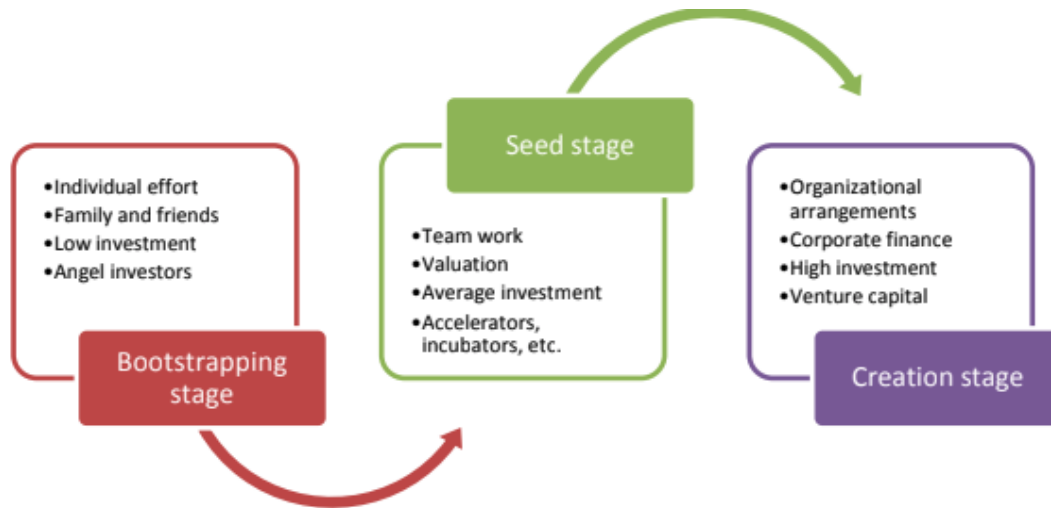 •Individual effort
•Family and friends
•Low investment
•Angel investors
Bootstrapping
stage
Seed stage
•Team work
•Valuation
•Average investment
•Accelerators,
incubators, etc.
•Organizational
arrangements
•Corporate finance
•High investment
•Venture capital
Creation stage